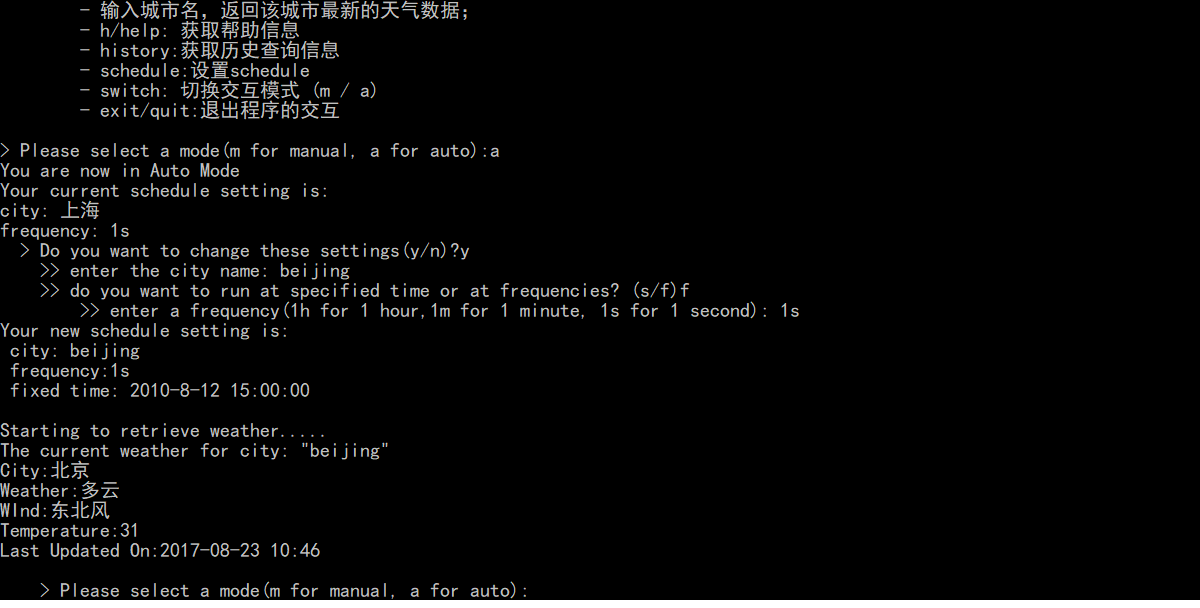 - 输入城市名，返回该城市最新的天气数据；
- h/help: 获取帮助信息
- history:获取历史查询信息
- schedule:设置schedule
- switch: 切换交互模式 (m / a)
- exit/quit:退出程序的交互
> Please select a mode(m for manual, a for auto):a
You are now in Auto Mode
Your current schedule setting is:
city: 上海
frequency: 1s
> Do you want to change these settings(y/n)?y
>> enter the city name: beijing
>> do you want to run at specified time or at frequencies? (s/f)f
>> enter a frequency(1h for 1 hour,1m for 1 minute, 1s for 1 second): 1s
Your new schedule setting is:
city: beijing
frequency:1s
fixed time: 2010-8-12 15:00:00
Starting to retrieve weather.....
The current weather for city: "beijing"
City:北京
Weather:多云
WInd:东北风
Temperature:31
Last Updated On:2017-08-23 10:46
> Please select a mode(m for manual, a for auto):